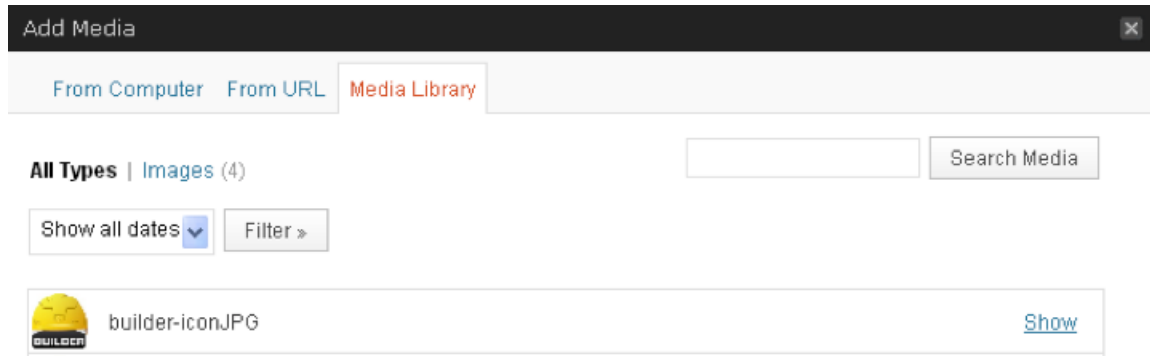 Add Media
From Computer From URL Media Library
All Types | Images (4)
Search Media
Show all dates Filter »
builder-iconJPG Show
BUILDER